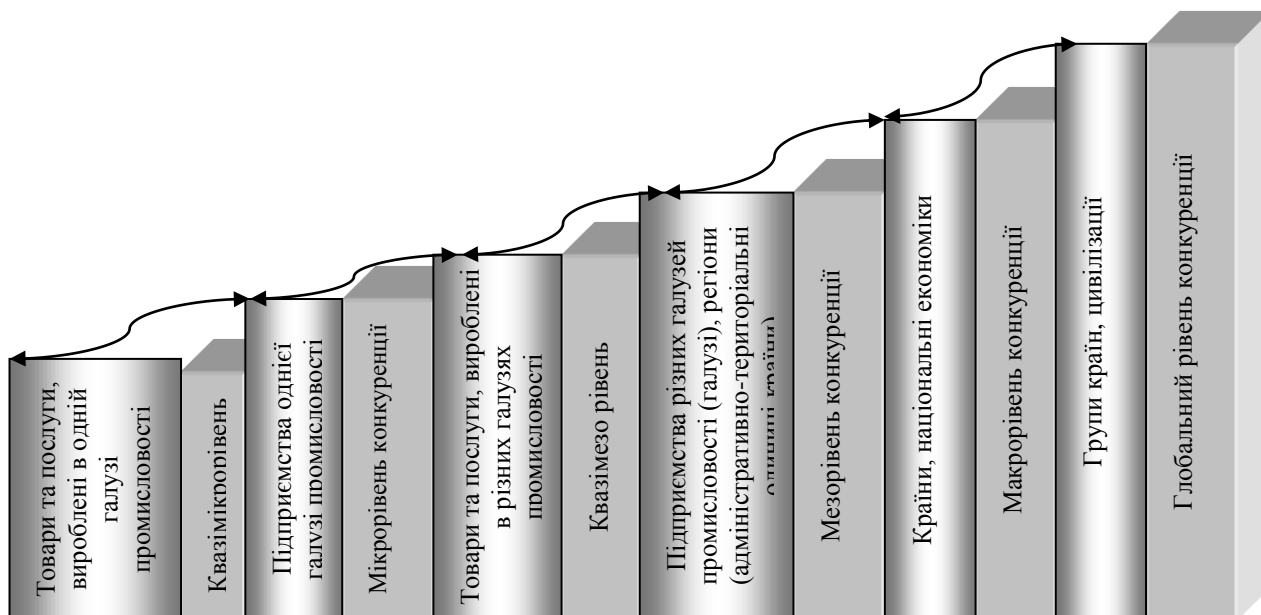 Товари та послуги,
вироблені в одній
галузі
промисловості
Квазімікрорівень
Підприємства однієї
галузі промисловості
Мікрорівень конкуренції
Товари та послуги, вироблені
в різних галузях
промисловості
Квазімезо рівень
Підприємства різних галузей
промисловості (галузі), регіони
(адміністративно-територіальні
одиниці країни)
Мезорівень конкуренції
Країни, національні економіки
Макрорівень конкуренції
Групи країн, цивілізації
Глобальний рівень конкуренції